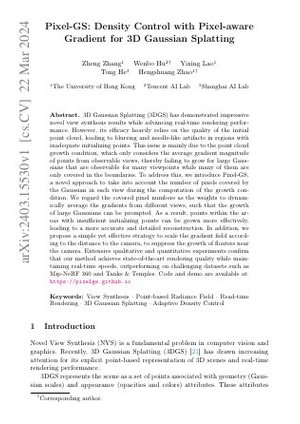 arXiv:2403.15530v1 [cs.CV] 22 Mar 2024
Pixel-GS: Density Control with Pixel-aware
Gradient for 3D Gaussian Splatting
Zheng Zhang¹ Wenbo Hu²† Yixing Lao¹
Tong He³ Hengshuang Zhao¹†
¹The University of Hong Kong ²Tencent AI Lab ³Shanghai AI Lab
Abstract. 3D Gaussian Splatting (3DGS) has demonstrated impressive
novel view synthesis results while advancing real-time rendering perfor-
mance. However, its efficacy heavily relies on the quality of the initial
point cloud, leading to blurring and needle-like artifacts in regions with
inadequate initializing points. This issue is mainly due to the point cloud
growth condition, which only considers the average gradient magnitude
of points from observable views, thereby failing to grow for large Gaus-
sians that are observable for many viewpoints while many of them are
only covered in the boundaries. To address this, we introduce Pixel-GS,
a novel approach to take into account the number of pixels covered by
the Gaussian in each view during the computation of the growth con-
dition. We regard the covered pixel numbers as the weights to dynam-
ically average the gradients from different views, such that the growth
of large Gaussians can be prompted. As a result, points within the ar-
eas with insufficient initializing points can be grown more effectively,
leading to a more accurate and detailed reconstruction. In addition, we
propose a simple yet effective strategy to scale the gradient field accord-
ing to the distance to the camera, to suppress the growth of floaters near
the camera. Extensive qualitative and quantitative experiments confirm
that our method achieves state-of-the-art rendering quality while main-
taining real-time speeds, outperforming on challenging datasets such as
Mip-NeRF 360 and Tanks & Temples. Code and demo are available at:
https://pixelgs.github.io
Keywords: View Synthesis · Point-based Radiance Field · Real-time
Rendering · 3D Gaussian Splatting · Adaptive Density Control
1 Introduction
Novel View Synthesis (NVS) is a fundamental problem in computer vision and
graphics. Recently, 3D Gaussian Splatting (3DGS) [21] has drawn increasing
attention for its explicit point-based representation of 3D scenes and real-time
rendering performance.
3DGS represents the scene as a set of points associated with geometry (Gaus-
sian scales) and appearance (opacities and colors) attributes. These attributes
†Corresponding author.